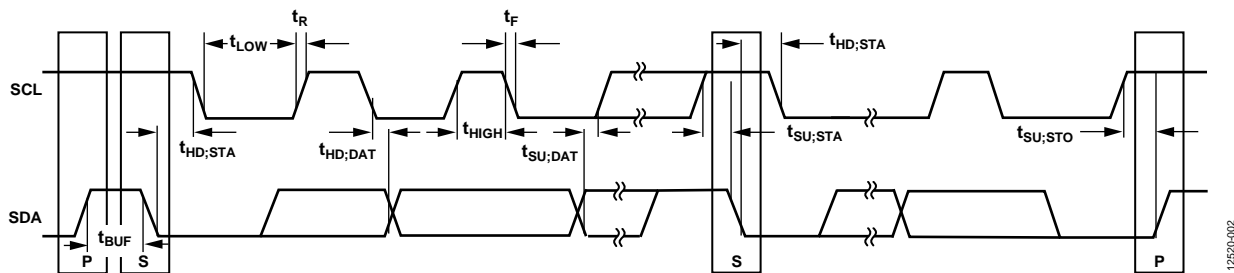 tR
tF
tLOW
tHD;STA
SCL
tHD;STA
tHD;DAT
tHIGH
tSU;DAT
tSU;STA
tSU;STO
SDA
tBUF
P
S
S
P
12520-002